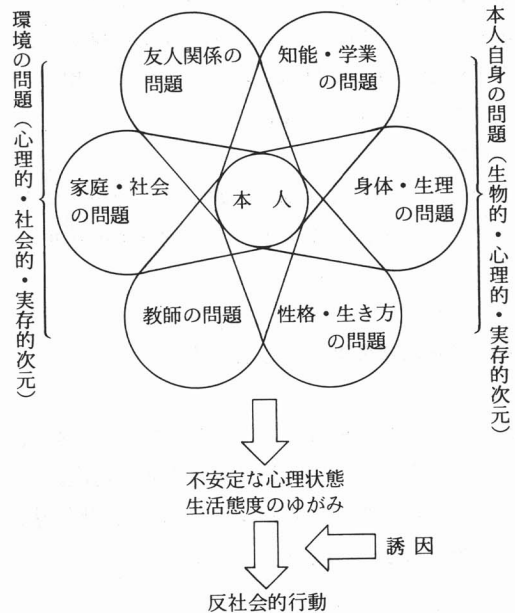 本人自身の問題（生物的・心理的・実存的次元）
環境の問題（心理的・社会的・実存的次元）
友人関係の
問題
知能・学業
の問題
家庭・社会
の問題
本　人
身体・生理
の問題
教師の問題
性格・生き方
の問題
不安定な心理状態
生活態度のゆがみ
誘因
反社会的行動